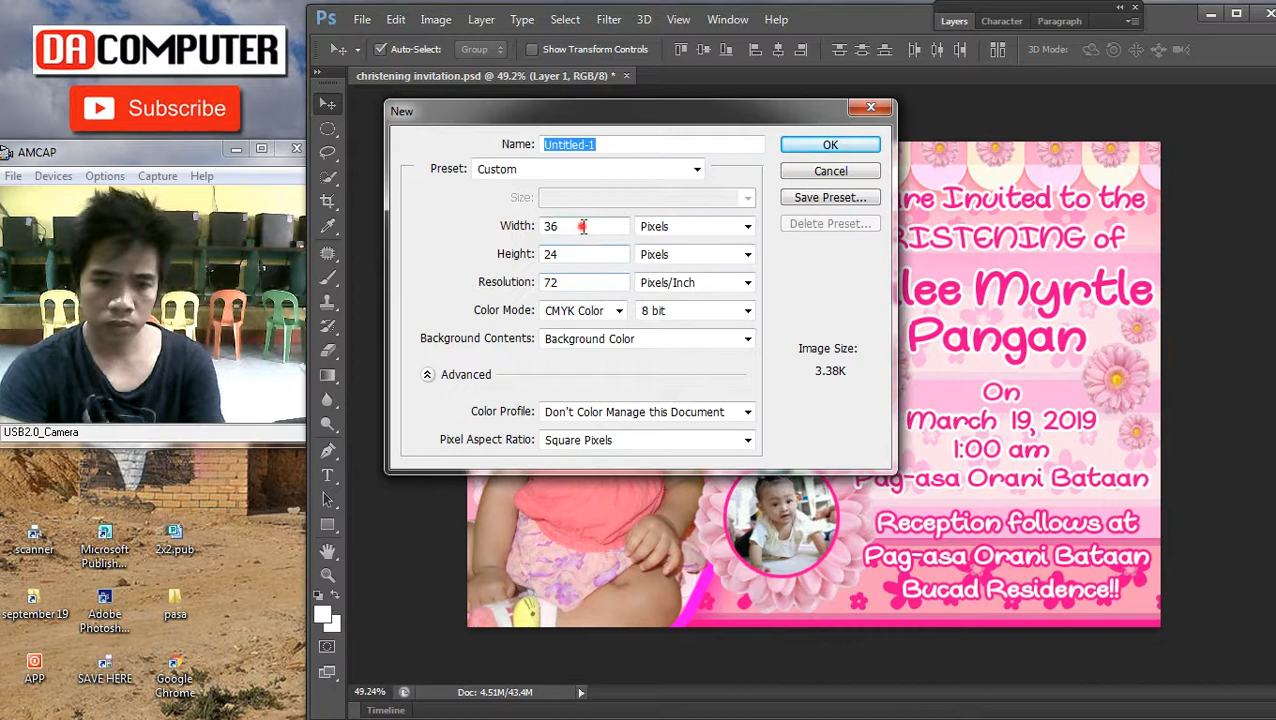 DA COMPUTER
Subscribe
AMCAP
File Devices Options Capture Help
USB2.0_Camera
scanner
Microsoft Publish...
2x2.pub
september 19
Adobe Photosh...
pasa
APP
SAVE HERE
Google Chrome
Ps File Edit Image Layer Type Select Filter 3D View Window Help
Layers Character Paragraph
Auto-Select: Group Show Transform Controls 3D Mode:
christening invitation.psd @ 49.2% (Layer 1, RGB/8) *
New
Name: Untitled-1
OK
Preset: Custom
Cancel
Size:
Save Preset...
Width: 36 Pixels
Delete Preset...
Height: 24 Pixels
Resolution: 72 Pixels/Inch
Color Mode: CMYK Color 8 bit
Background Contents: Background Color
Image Size:
3.38K
Advanced
Color Profile: Don't Color Manage this Document
Pixel Aspect Ratio: Square Pixels
are Invited to the
RISTENING of
lee Myrtle
Pangan
On
March 19, 2019
1:00 am
Pag-asa Orani Bataan
Reception follows at
Pag-asa Orani Bataan
Bucad Residence!!
49.24% Doc: 4.51M/43.4M
Timeline